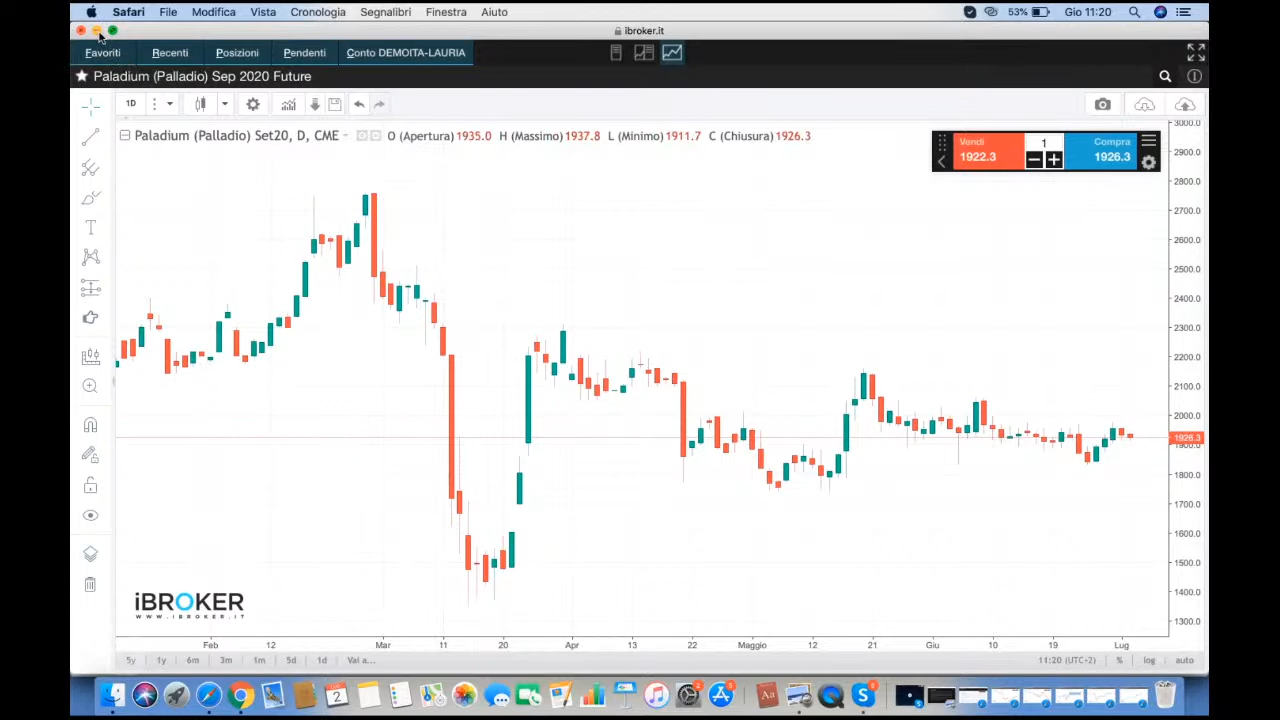 Safari File Modifica Vista Cronologia Segnalibri Finestra Aiuto 53% Gio 11:20
ibroker.it
Favoriti Recenti Posizioni Pendenti Conto DEMOITA-LAURIA
Paladium (Palladio) Sep 2020 Future
1D
Paladium (Palladio) Set20, D, CME O (Apertura) 1935.0 H (Massimo) 1937.8 L (Minimo) 1911.7 C (Chiusura) 1926.3
Vendi 1 Compra
1922.3 1926.3
3000.0
2900.0
2800.0
2700.0
2600.0
2500.0
2400.0
2300.0
2200.0
2100.0
2000.0
1926.3
1900.0
1800.0
1700.0
1600.0
1500.0
1400.0
1300.0
iBROKER
WWW.IBROKER.IT
Feb 12 Mar 11 20 Apr 13 22 Maggio 12 21 Giu 10 19 Lug
5y 1y 6m 3m 1m 5d 1d Vai a... 11:20 (UTC-2) % log auto